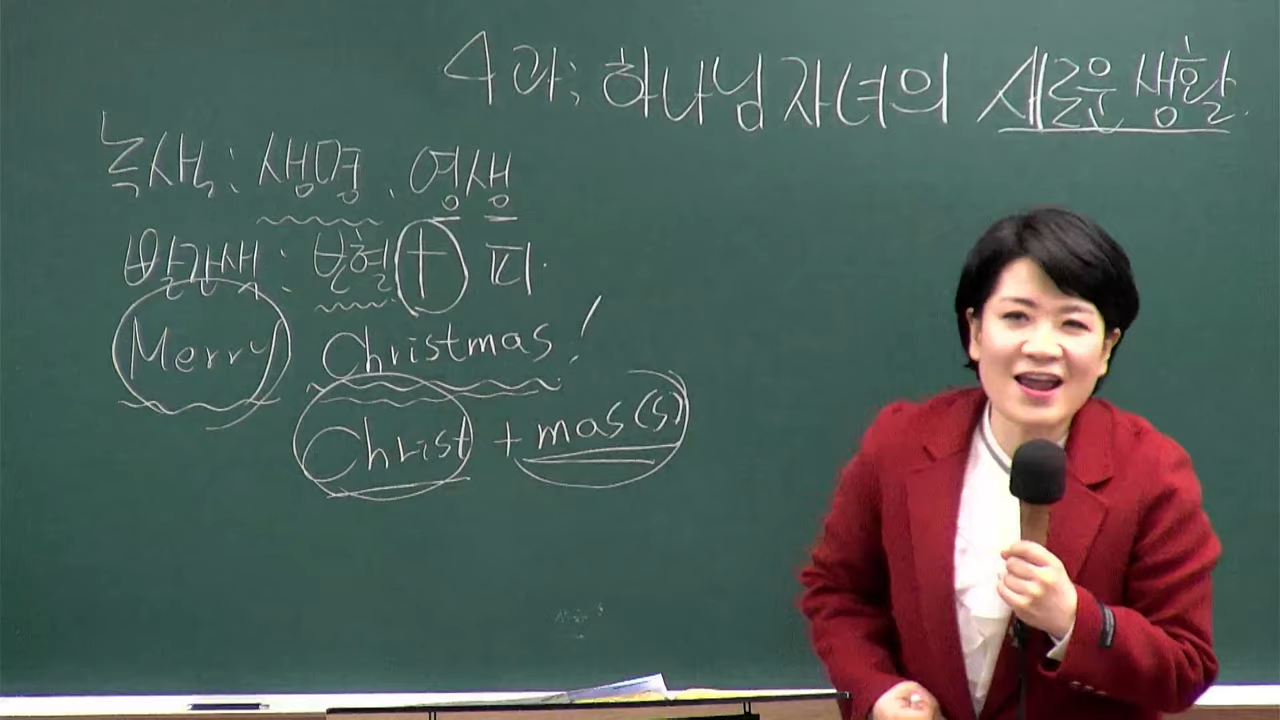 4과; 하나님 자녀의 새로운 생활.
녹색: 생명, 영생
빨간색: 보혈 피.
Merry Christmas!
Christ + mas(s)